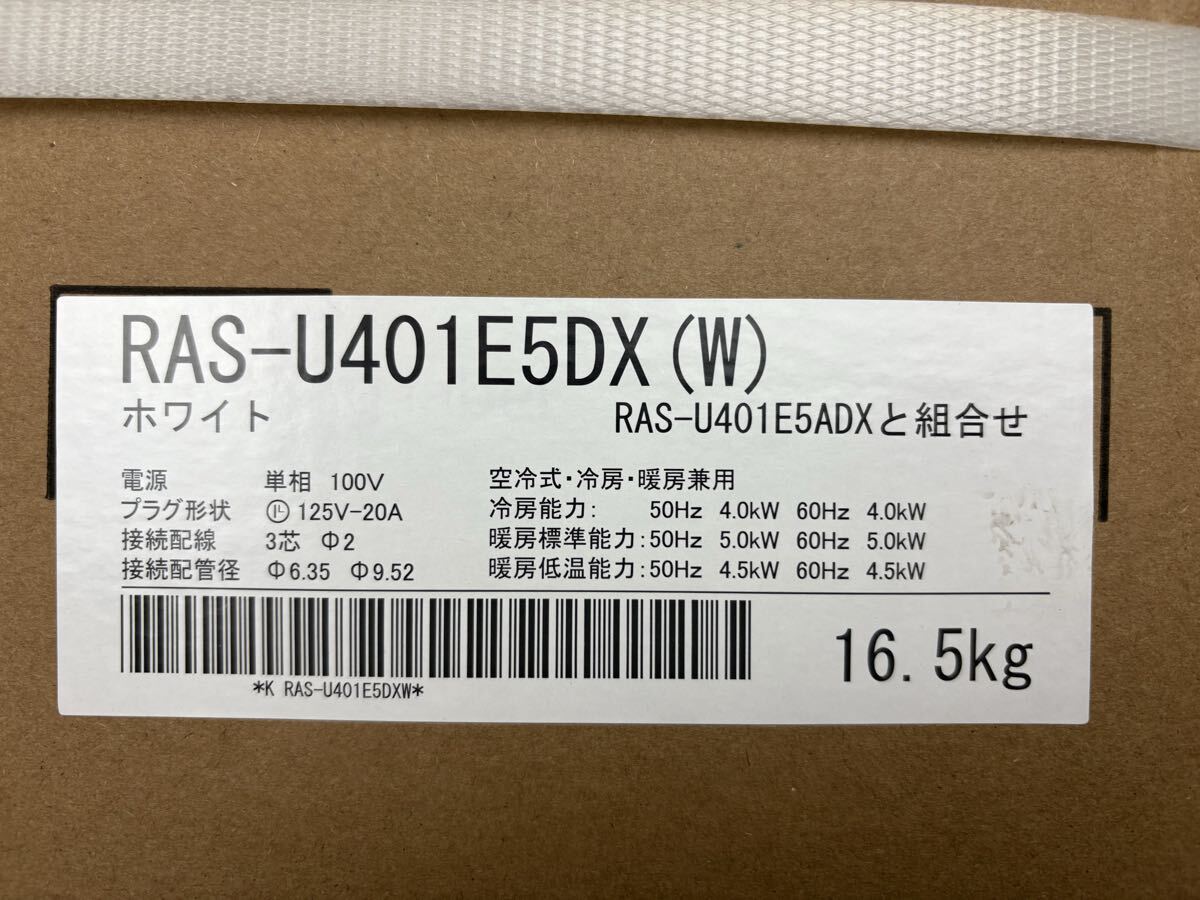 RAS-U401E5DX(W)
ホワイト RAS-U401E5ADXと組合せ
電源 単相 100V 空冷式・冷房・暖房兼用
プラグ形状 125V-20A 冷房能力: 50Hz 4.0kW 60Hz 4.0kW
接続配線 3芯 Φ2 暖房標準能力:50Hz 5.0kW 60Hz 5.0kW
接続配管径 Φ6.35 Φ9.52 暖房低温能力:50Hz 4.5kW 60Hz 4.5kW
16.5kg
*K RAS-U401E5DXW*